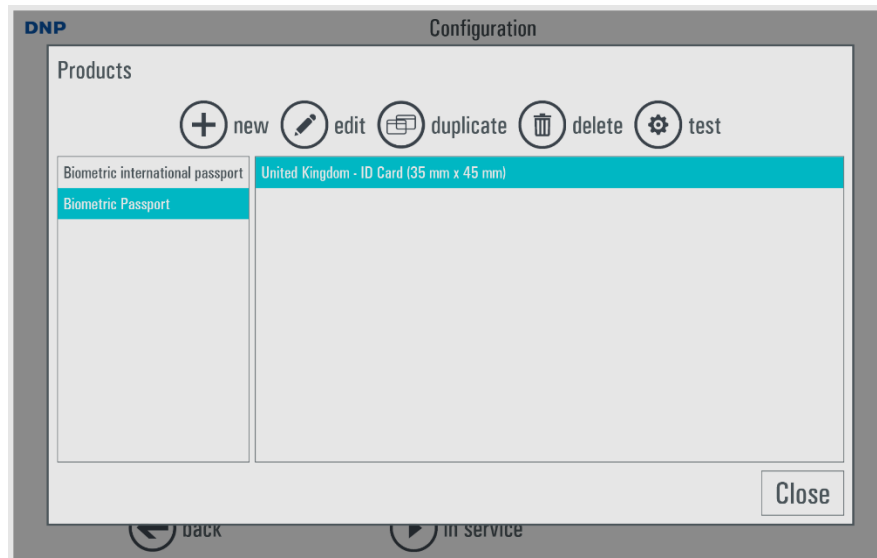 DNP Configuration
Products
new edit duplicate delete test
Biometric international passport
Biometric Passport
United Kingdom - ID Card (35 mm x 45 mm)
Close
back in service